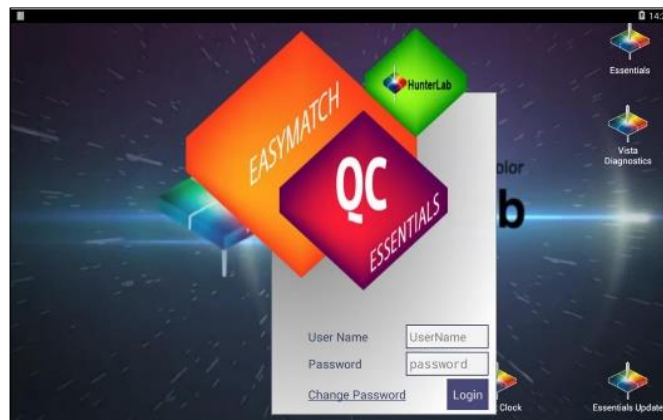 14:2
EASYMATCH
HunterLab
QC
ESSENTIALS
Essentials
Vista
Diagnostics
olor
b
User Name
UserName
Password
password
Change Password
Login
Clock
Essentials Update